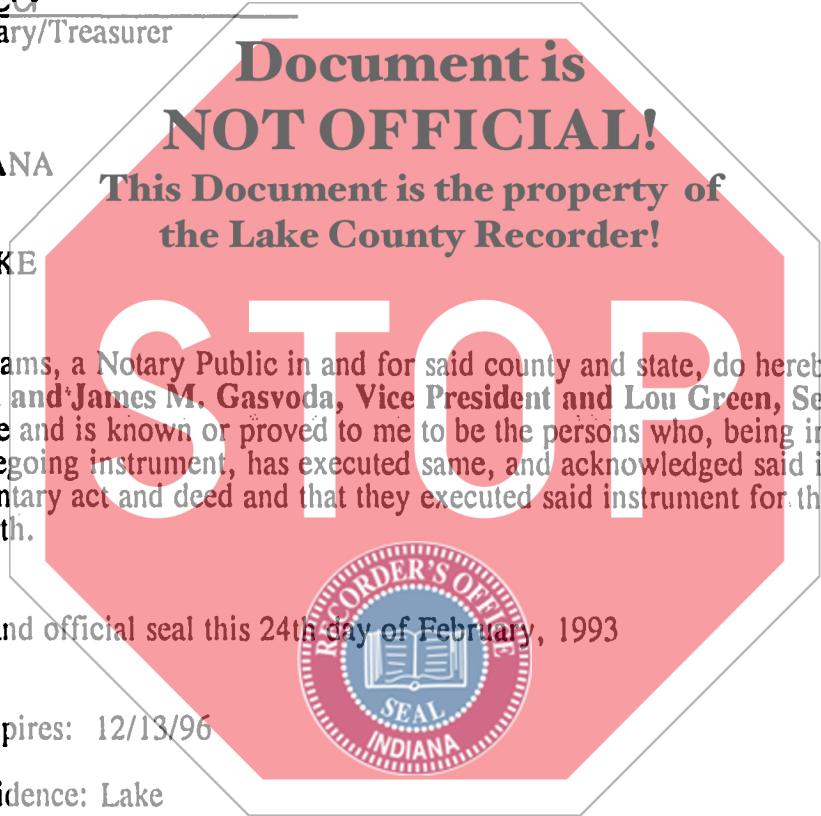 ary/Treasurer
Document is
NOT OFFICIAL!
ANA
This Document is the property of
the Lake County Recorder!
KE
STOP
ams, a Notary Public in and for said county and state, do hereb
and James M. Gasvoda, Vice President and Lou Green, Se
e and is known or proved to me to be the persons who, being in
egoing instrument, has executed same, and acknowledged said i
ntary act and deed and that they executed said instrument for th
th.
RECORDER'S OFFICE
nd official seal this 24th day of February, 1993
SEAL
pires: 12/13/96
INDIANA
idence: Lake